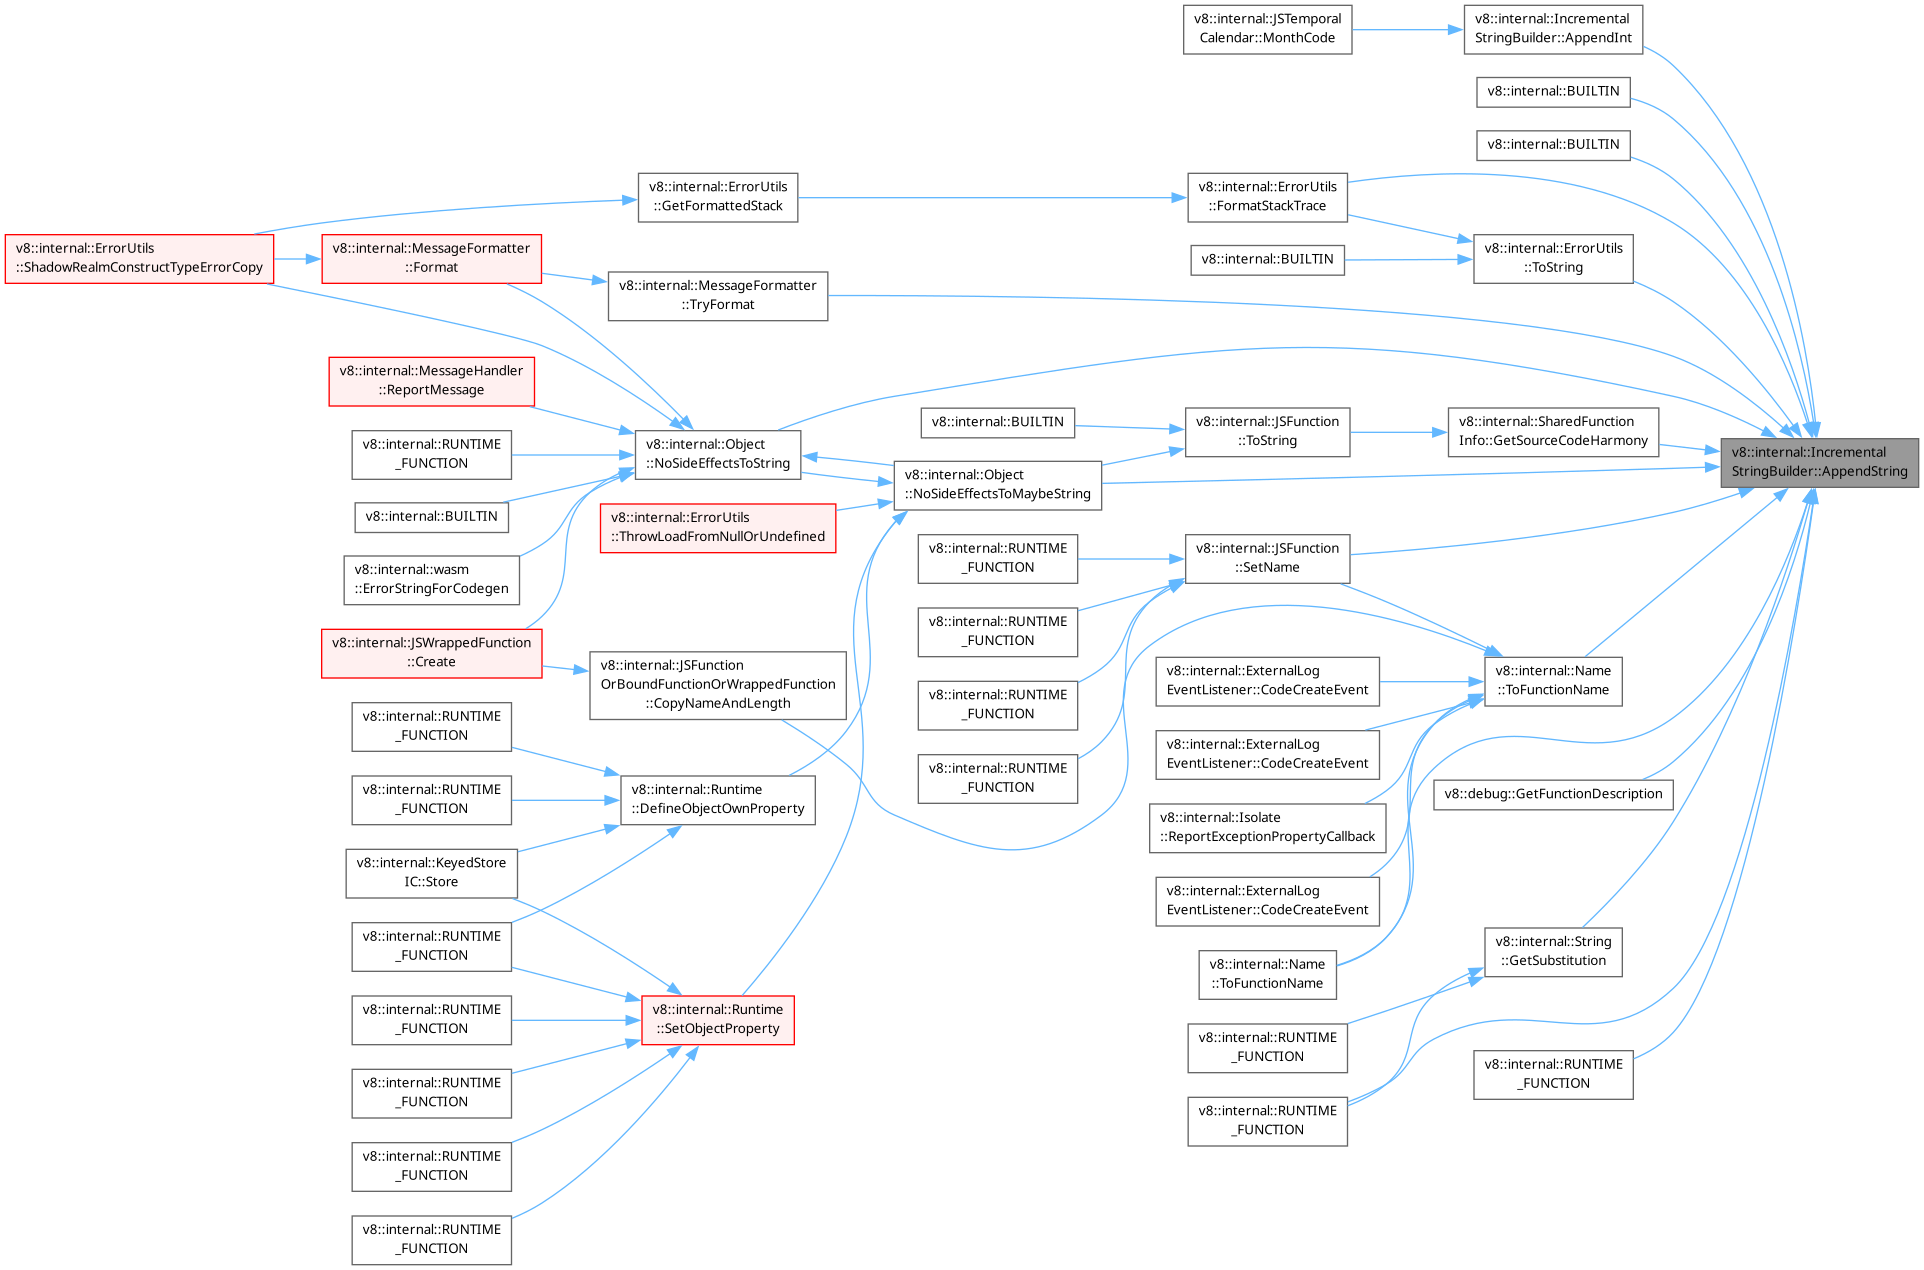 v8::internal::JSTemporal
Calendar::MonthCode
v8::internal::Incremental
StringBuilder::AppendInt
v8::internal::BUILTIN
v8::internal::BUILTIN
v8::internal::ErrorUtils
::GetFormattedStack
v8::internal::ErrorUtils
::FormatStackTrace
v8::internal::ErrorUtils
::ShadowRealmConstructTypeErrorCopy
v8::internal::MessageFormatter
::Format
v8::internal::BUILTIN
v8::internal::ErrorUtils
::ToString
v8::internal::MessageFormatter
::TryFormat
v8::internal::MessageHandler
::ReportMessage
v8::internal::RUNTIME
_FUNCTION
v8::internal::Object
::NoSideEffectsToString
v8::internal::BUILTIN
v8::internal::JSFunction
::ToString
v8::internal::SharedFunction
Info::GetSourceCodeHarmony
v8::internal::Incremental
StringBuilder::AppendString
v8::internal::Object
::NoSideEffectsToMaybeString
v8::internal::BUILTIN
v8::internal::ErrorUtils
::ThrowLoadFromNullOrUndefined
v8::internal::wasm
::ErrorStringForCodegen
v8::internal::RUNTIME
_FUNCTION
v8::internal::JSFunction
::SetName
v8::internal::RUNTIME
_FUNCTION
v8::internal::JSWrappedFunction
::Create
v8::internal::JSFunction
OrBoundFunctionOrWrappedFunction
::CopyNameAndLength
v8::internal::RUNTIME
_FUNCTION
v8::internal::ExternalLog
EventListener::CodeCreateEvent
v8::internal::Name
::ToFunctionName
v8::internal::RUNTIME
_FUNCTION
v8::internal::RUNTIME
_FUNCTION
v8::internal::ExternalLog
EventListener::CodeCreateEvent
v8::internal::RUNTIME
_FUNCTION
v8::internal::Runtime
::DefineObjectOwnProperty
v8::debug::GetFunctionDescription
v8::internal::Isolate
::ReportExceptionPropertyCallback
v8::internal::KeyedStore
IC::Store
v8::internal::ExternalLog
EventListener::CodeCreateEvent
v8::internal::RUNTIME
_FUNCTION
v8::internal::Name
::ToFunctionName
v8::internal::String
::GetSubstitution
v8::internal::RUNTIME
_FUNCTION
v8::internal::Runtime
::SetObjectProperty
v8::internal::RUNTIME
_FUNCTION
v8::internal::RUNTIME
_FUNCTION
v8::internal::RUNTIME
_FUNCTION
v8::internal::RUNTIME
_FUNCTION
v8::internal::RUNTIME
_FUNCTION
v8::internal::RUNTIME
_FUNCTION